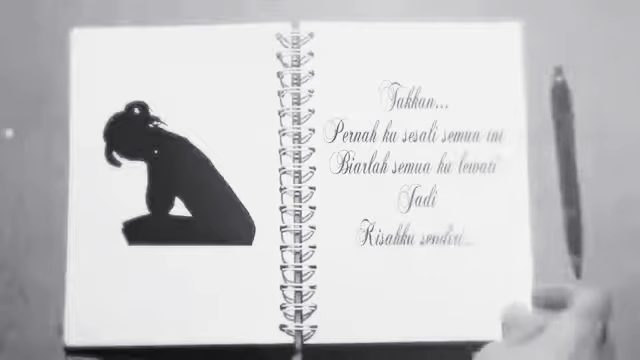 Takkan...
Pernah ku sesali semua ini
Biarlah semua ku lewati
Jadi
Kisahku sendiri...